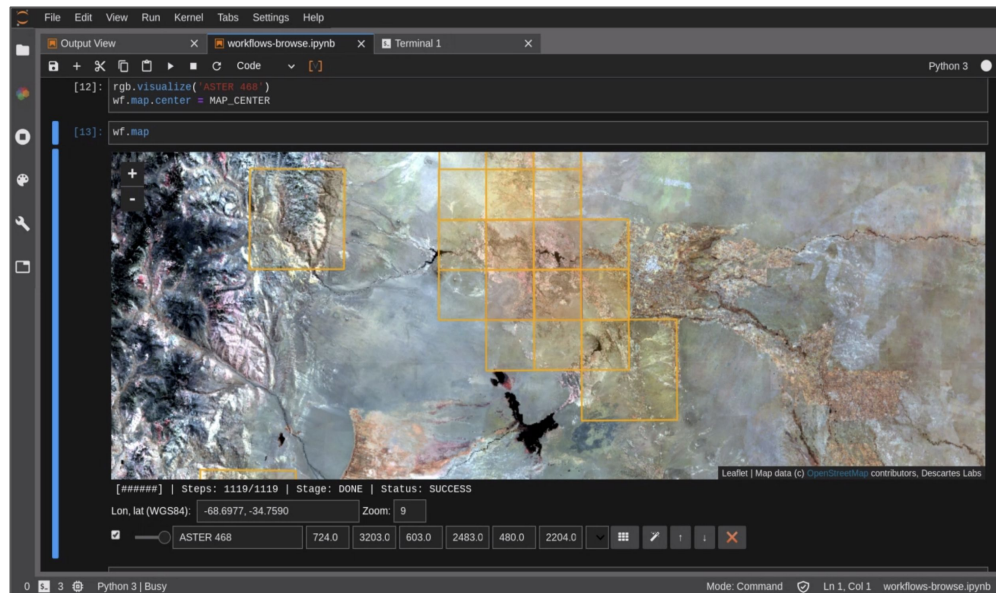 File Edit View Run Kernel Tabs Settings Help
Output View × workflows-browse.ipynb × Terminal 1 ×
Code Python 3
[12]: rgb.visualize('ASTER 468')
wf.map.center = MAP_CENTER
[13]: wf.map
+
-
Leaflet | Map data (c) OpenStreetMap contributors, Descartes Labs
[######] | Steps: 1119/1119 | Stage: DONE | Status: SUCCESS
Lon, lat (WGS84): -68.6977, -34.7590 Zoom: 9
ASTER 468 724.0 3203.0 603.0 2483.0 480.0 2204.0
0 3 Python 3 | Busy Mode: Command Ln 1, Col 1 workflows-browse.ipynb